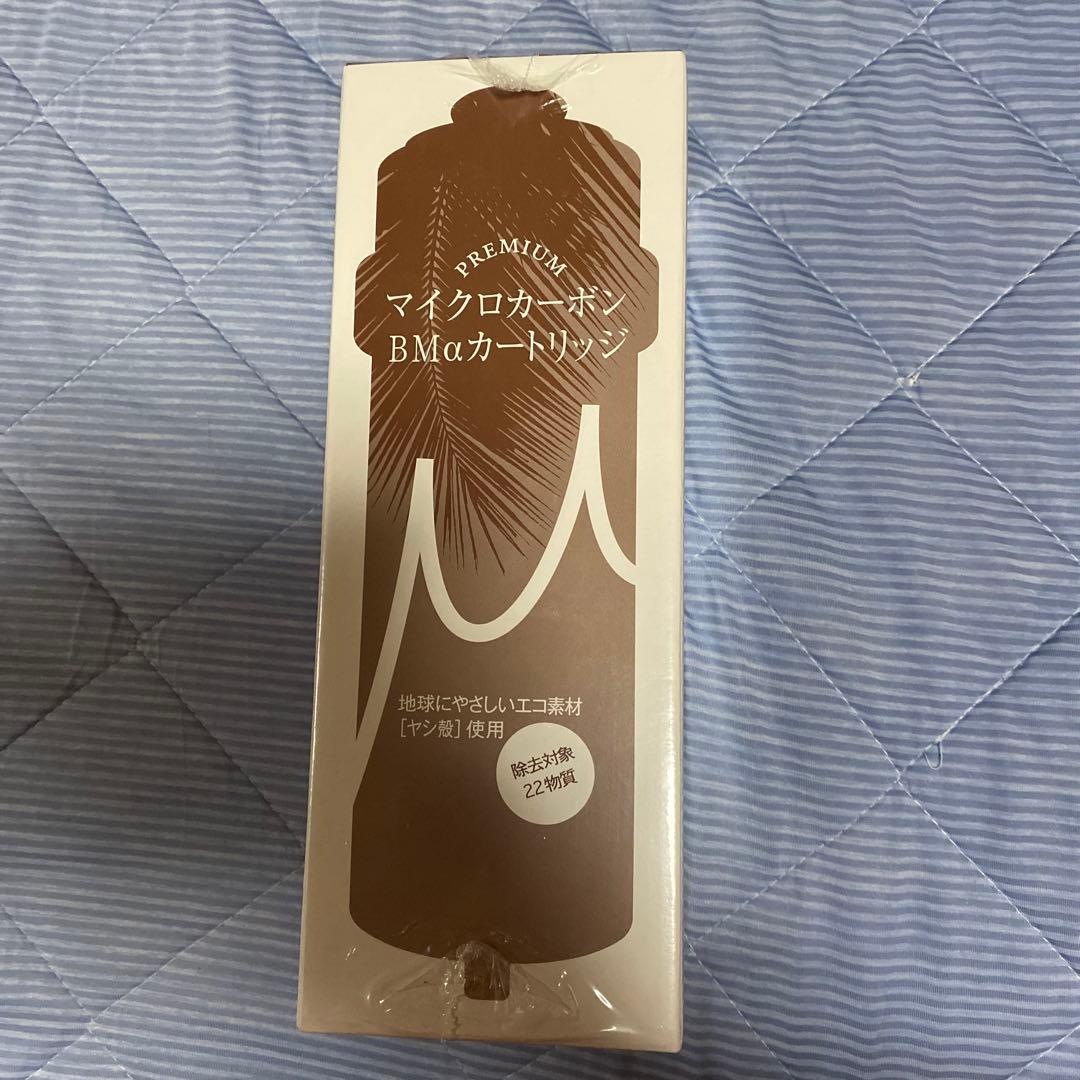 PREMIUM
マイクロカーボン
BMαカートリッジ
μ
地球にやさしいエコ素材
［ヤシ殻］使用
除去対象
22物質